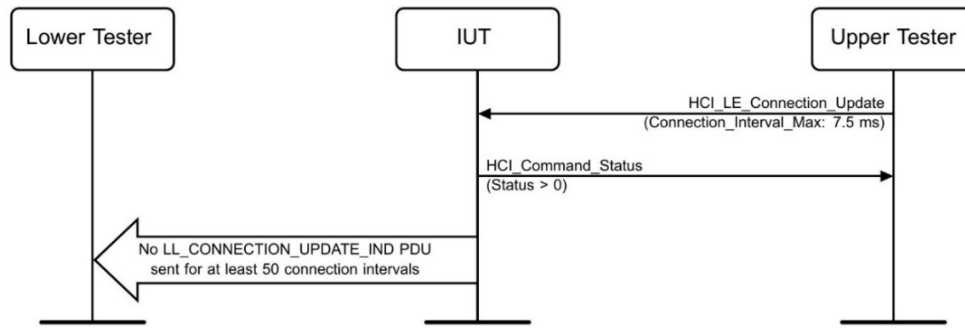 Lower Tester
IUT
Upper Tester
HCI_LE_Connection_Update
(Connection_Interval_Max: 7.5 ms)
HCI_Command_Status
(Status > 0)
No LL_CONNECTION_UPDATE_IND PDU
sent for at least 50 connection intervals